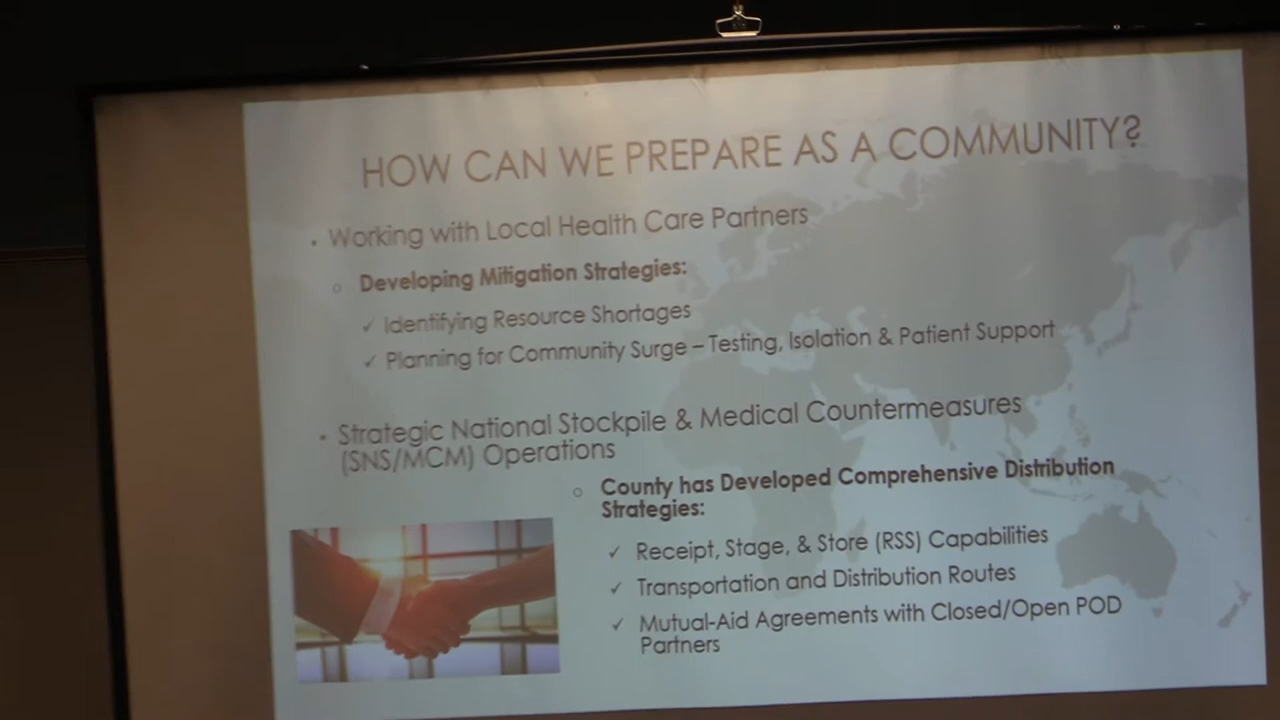 HOW CAN WE PREPARE AS A COMMUNITY?
• Working with Local Health Care Partners
○ Developing Mitigation Strategies:
✓ Identifying Resource Shortages
✓ Planning for Community Surge – Testing, Isolation & Patient Support
• Strategic National Stockpile & Medical Countermeasures
(SNS/MCM) Operations
○ County has Developed Comprehensive Distribution
Strategies:
✓ Receipt, Stage, & Store (RSS) Capabilities
✓ Transportation and Distribution Routes
✓ Mutual-Aid Agreements with Closed/Open POD
Partners